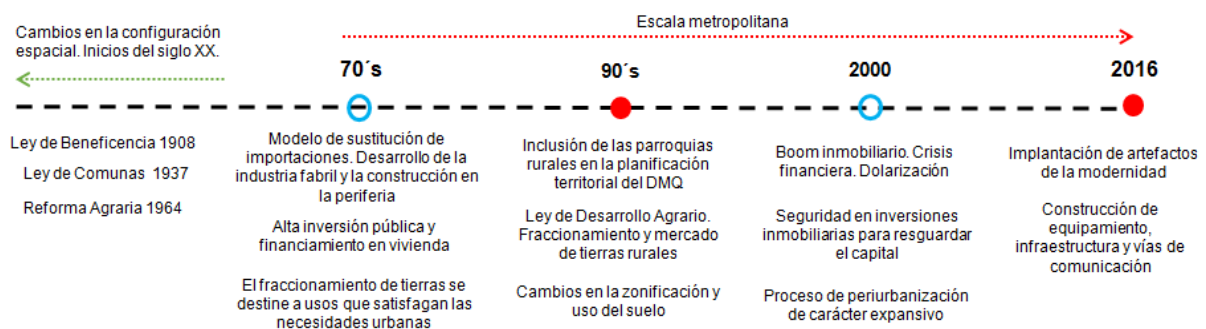 Cambios en la configuración
espacial. Inicios del siglo XX.
Escala metropolitana
70´s
90´s
2000
2016
Ley de Beneficencia 1908
Ley de Comunas 1937
Reforma Agraria 1964
Modelo de sustitución de
importaciones. Desarrollo de la
industria fabril y la construcción en
la periferia
Alta inversión pública y
financiamiento en vivienda
El fraccionamiento de tierras se
destine a usos que satisfagan las
necesidades urbanas
Inclusión de las parroquias
rurales en la planificación
territorial del DMQ
Ley de Desarrollo Agrario.
Fraccionamiento y mercado
de tierras rurales
Cambios en la zonificación y
uso del suelo
Boom inmobiliario. Crisis
financiera. Dolarización
Seguridad en inversiones
inmobiliarias para resguardar
el capital
Proceso de periurbanización
de carácter expansivo
Implantación de artefactos
de la modernidad
Construcción de
equipamiento,
infraestructura y vías de
comunicación